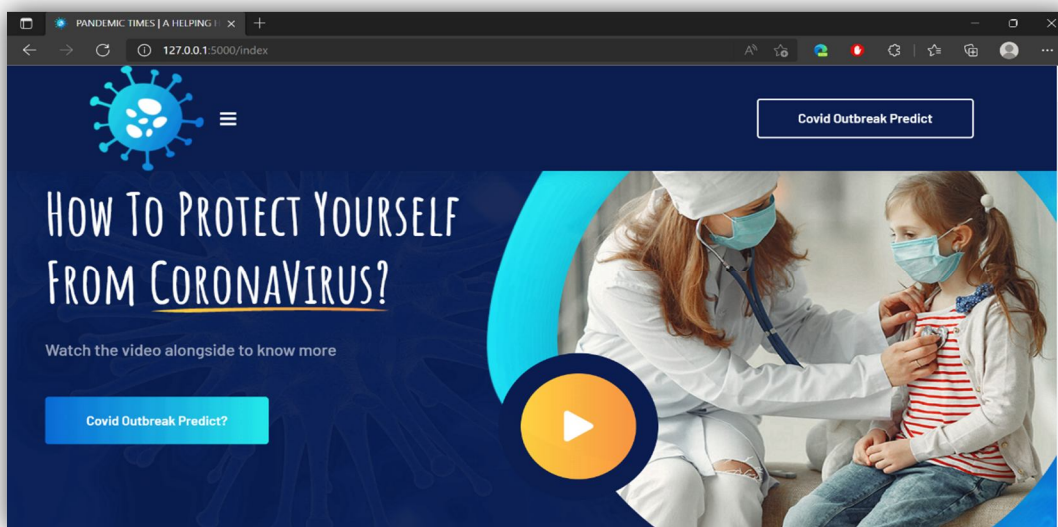 PANDEMIC TIMES | A HELPING
127.0.0.1:5000/index
Covid Outbreak Predict
HOW TO PROTECT YOURSELF
FROM CORONAVIRUS?
Watch the video alongside to know more
Covid Outbreak Predict?